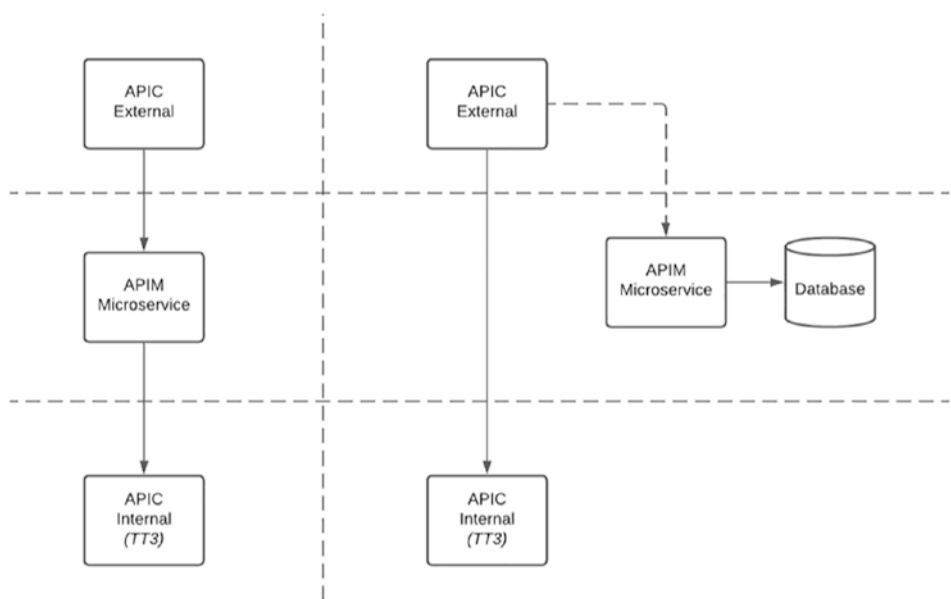 APIC
External
APIC
External
APIM
Microservice
APIM
Microservice
Database
APIC
Internal
(TT3)
APIC
Internal
(TT3)